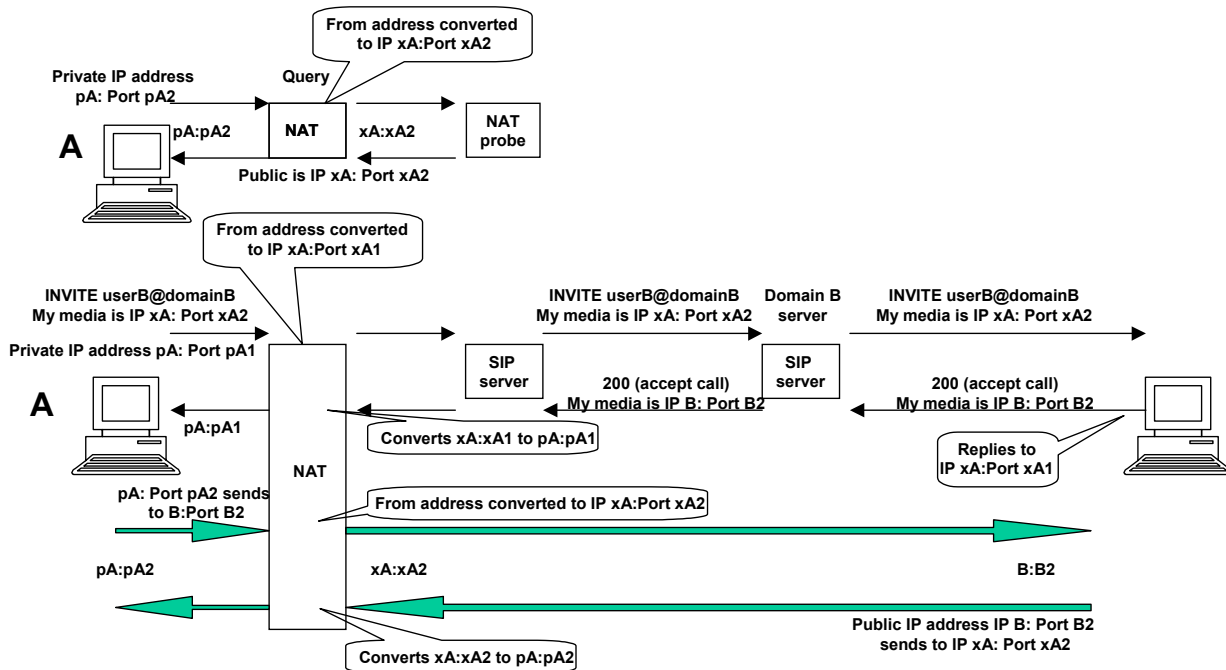 From address converted
to IP xA:Port xA2
Private IP address
pA: Port pA2
Query
A
pA:pA2
NAT
xA:xA2
NAT
probe
Public is IP xA: Port xA2
From address converted
to IP xA:Port xA1
INVITE userB@domainB
My media is IP xA: Port xA2
INVITE userB@domainB
My media is IP xA: Port xA2
Domain B
server
INVITE userB@domainB
My media is IP xA: Port xA2
Private IP address pA: Port pA1
SIP
server
SIP
server
A
200 (accept call)
My media is IP B: Port B2
200 (accept call)
My media is IP B: Port B2
pA:pA1
Converts xA:xA1 to pA:pA1
Replies to
IP xA:Port xA1
NAT
pA: Port pA2 sends
to B:Port B2
From address converted to IP xA:Port xA2
pA:pA2
xA:xA2
B:B2
Public IP address IP B: Port B2
sends to IP xA: Port xA2
Converts xA:xA2 to pA:pA2